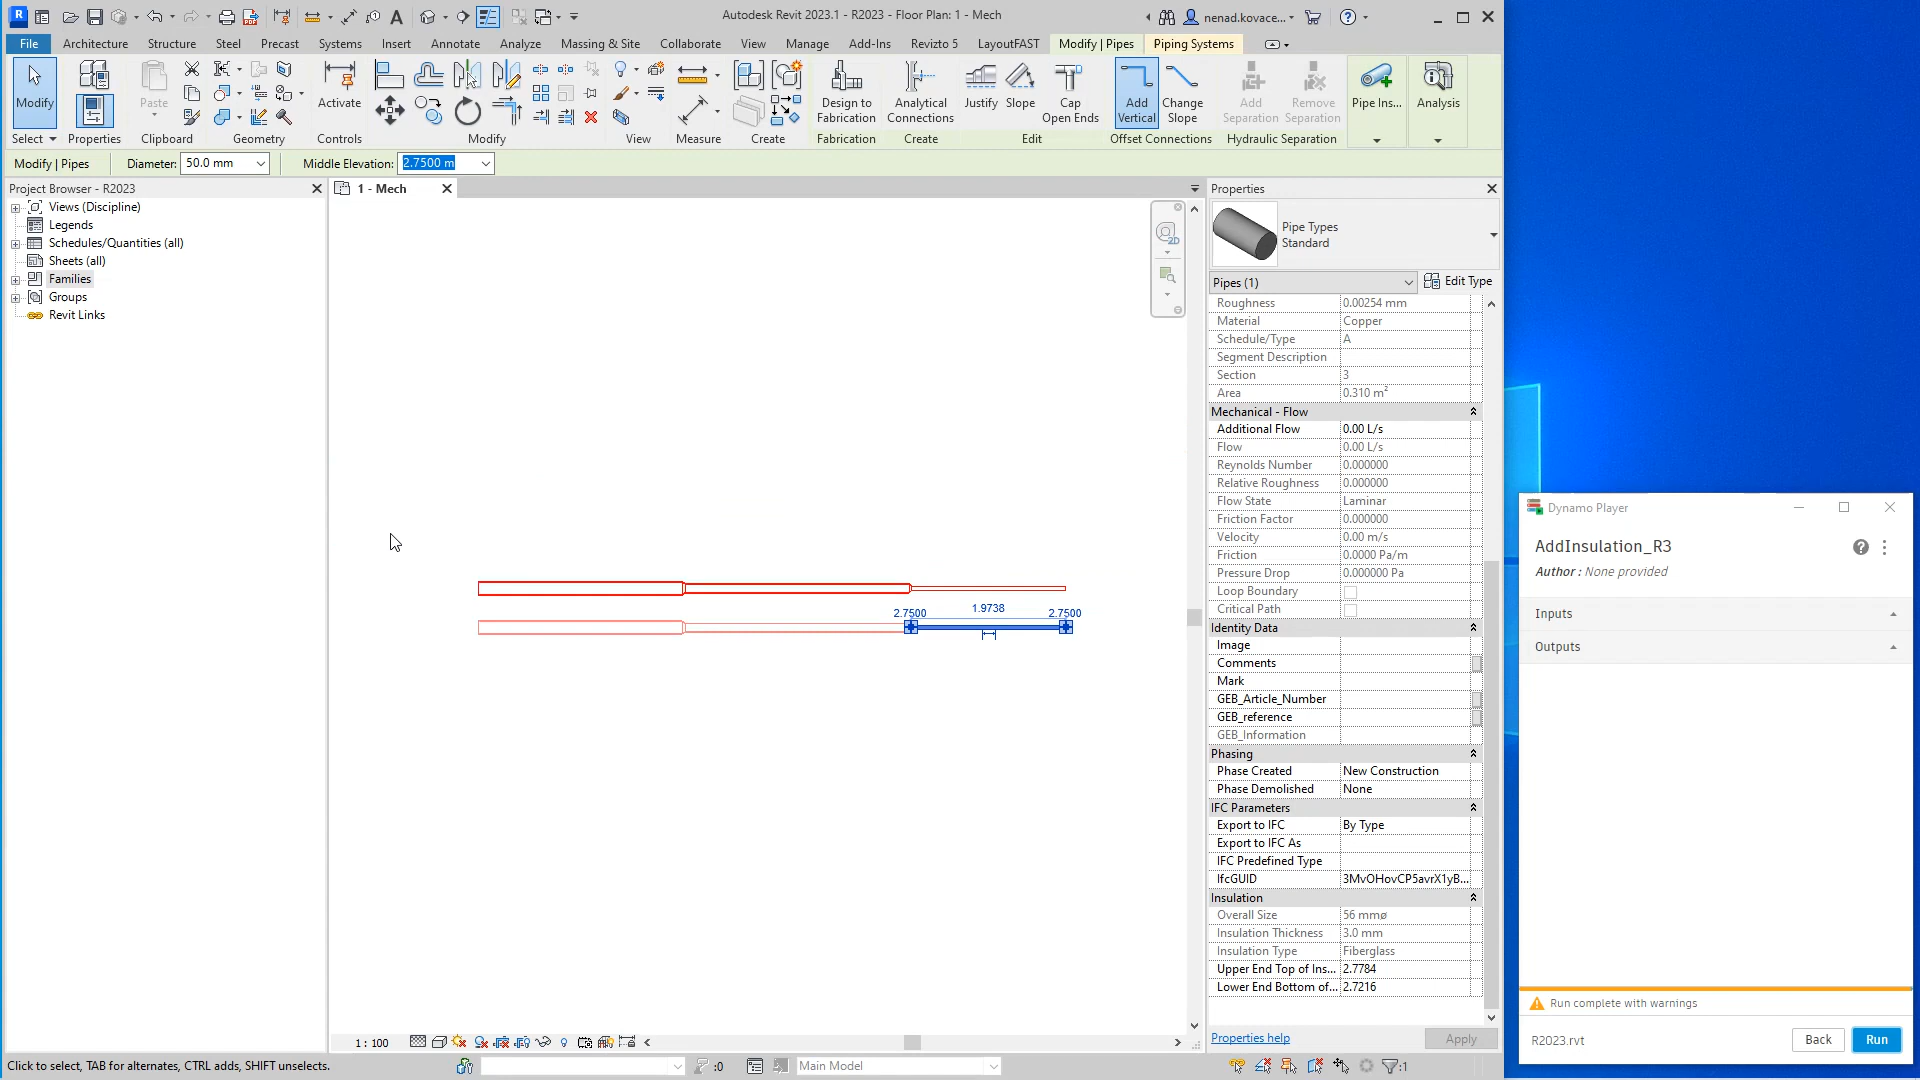 Autodesk Revit 2023.1 - R2023 - Floor Plan: 1 - Mech
nenad.kovace...
File Architecture Structure Steel Precast Systems Insert Annotate Analyze Massing & Site Collaborate View Manage Add-Ins Revizto 5 LayoutFAST Modify | Pipes Piping Systems
Modify
Paste
Activate
Design to Fabrication
Analytical Connections
Justify
Slope
Cap Open Ends
Add Vertical
Change Slope
Add Separation
Remove Separation
Pipe Ins...
Analysis
Select Properties Clipboard Geometry Controls Modify View Measure Create Fabrication Create Edit Offset Connections Hydraulic Separation
Modify | Pipes Diameter: 50.0 mm Middle Elevation: 2.7500 m
Project Browser - R2023
Views (Discipline)
Legends
Schedules/Quantities (all)
Sheets (all)
Families
Groups
Revit Links
1 - Mech
2D
2.7500 1.9738 2.7500
1 : 100
Properties
Pipe Types
Standard
Pipes (1) Edit Type
Roughness 0.00254 mm
Material Copper
Schedule/Type A
Segment Description
Section 3
Area 0.310 m²
Mechanical - Flow
Additional Flow 0.00 L/s
Flow 0.00 L/s
Reynolds Number 0.000000
Relative Roughness 0.000000
Flow State Laminar
Friction Factor 0.000000
Velocity 0.00 m/s
Friction 0.0000 Pa/m
Pressure Drop 0.000000 Pa
Loop Boundary
Critical Path
Identity Data
Image
Comments
Mark
GEB_Article_Number
GEB_reference
GEB_Information
Phasing
Phase Created New Construction
Phase Demolished None
IFC Parameters
Export to IFC By Type
Export to IFC As
IFC Predefined Type
IfcGUID 3MvOHovCP5avrX1yB...
Insulation
Overall Size 56 mmø
Insulation Thickness 3.0 mm
Insulation Type Fiberglass
Upper End Top of Ins... 2.7784
Lower End Bottom of... 2.7216
Properties help Apply
Click to select, TAB for alternates, CTRL adds, SHIFT unselects.
:0
Main Model
:1
Dynamo Player
AddInsulation_R3
Author : None provided
Inputs
Outputs
Run complete with warnings
R2023.rvt Back Run